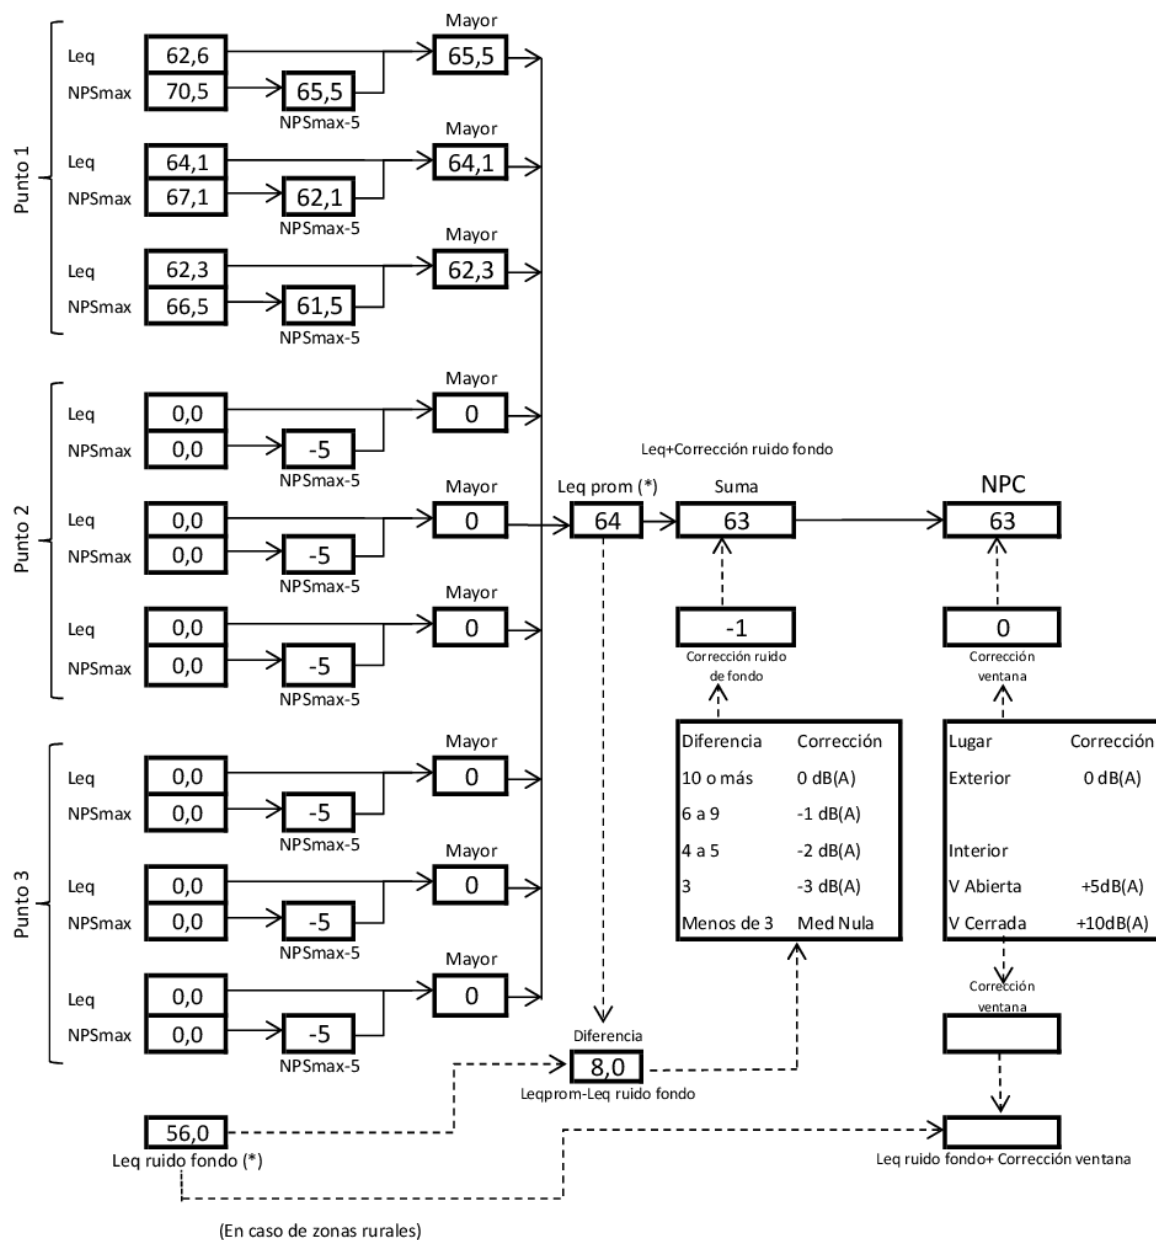 Punto 1
Mayor
Leq 62,6 65,5
NPSmax 70,5 65,5
NPSmax-5
Mayor
Leq 64,1 64,1
NPSmax 67,1 62,1
NPSmax-5
Mayor
Leq 62,3 62,3
NPSmax 66,5 61,5
NPSmax-5
Punto 2
Mayor
Leq 0,0 0
NPSmax 0,0 -5
NPSmax-5
Mayor
Leq 0,0 0
NPSmax 0,0 -5
NPSmax-5
Mayor
Leq 0,0 0
NPSmax 0,0 -5
NPSmax-5
Punto 3
Mayor
Leq 0,0 0
NPSmax 0,0 -5
NPSmax-5
Mayor
Leq 0,0 0
NPSmax 0,0 -5
NPSmax-5
Mayor
Leq 0,0 0
NPSmax 0,0 -5
NPSmax-5
56,0
Leq ruido fondo (*)
(En caso de zonas rurales)
Leq+Corrección ruido fondo
Leq prom (*) Suma NPC
64 63 63
-1
Corrección ruido
de fondo
0
Corrección
ventana
Diferencia Corrección
10 o más 0 dB(A)
6 a 9 -1 dB(A)
4 a 5 -2 dB(A)
3 -3 dB(A)
Menos de 3 Med Nula
Lugar Corrección
Exterior 0 dB(A)
Interior
V Abierta +5dB(A)
V Cerrada +10dB(A)
Corrección
ventana
Diferencia
8,0
Leqprom-Leq ruido fondo
Leq ruido fondo+ Corrección ventana